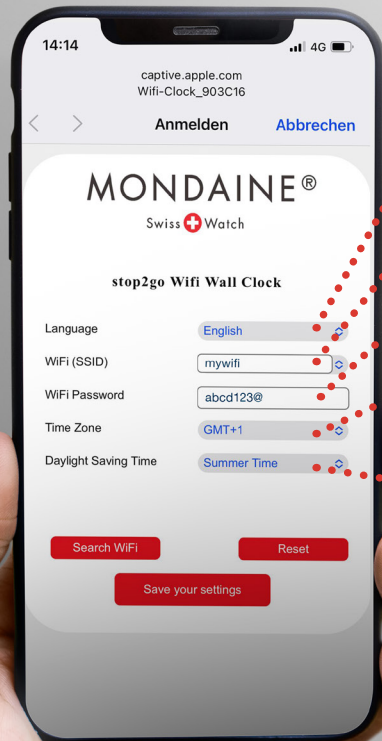 14:14
4G
captive.apple.com
Wifi-Clock_903C16
Anmelden
Abbrechen
MONDAINE®
Swiss Watch
stop2go Wifi Wall Clock
Language English
WiFi (SSID) mywifi
WiFi Password abcd123@
Time Zone GMT+1
Daylight Saving Time Summer Time
Search WiFi Reset
Save your settings